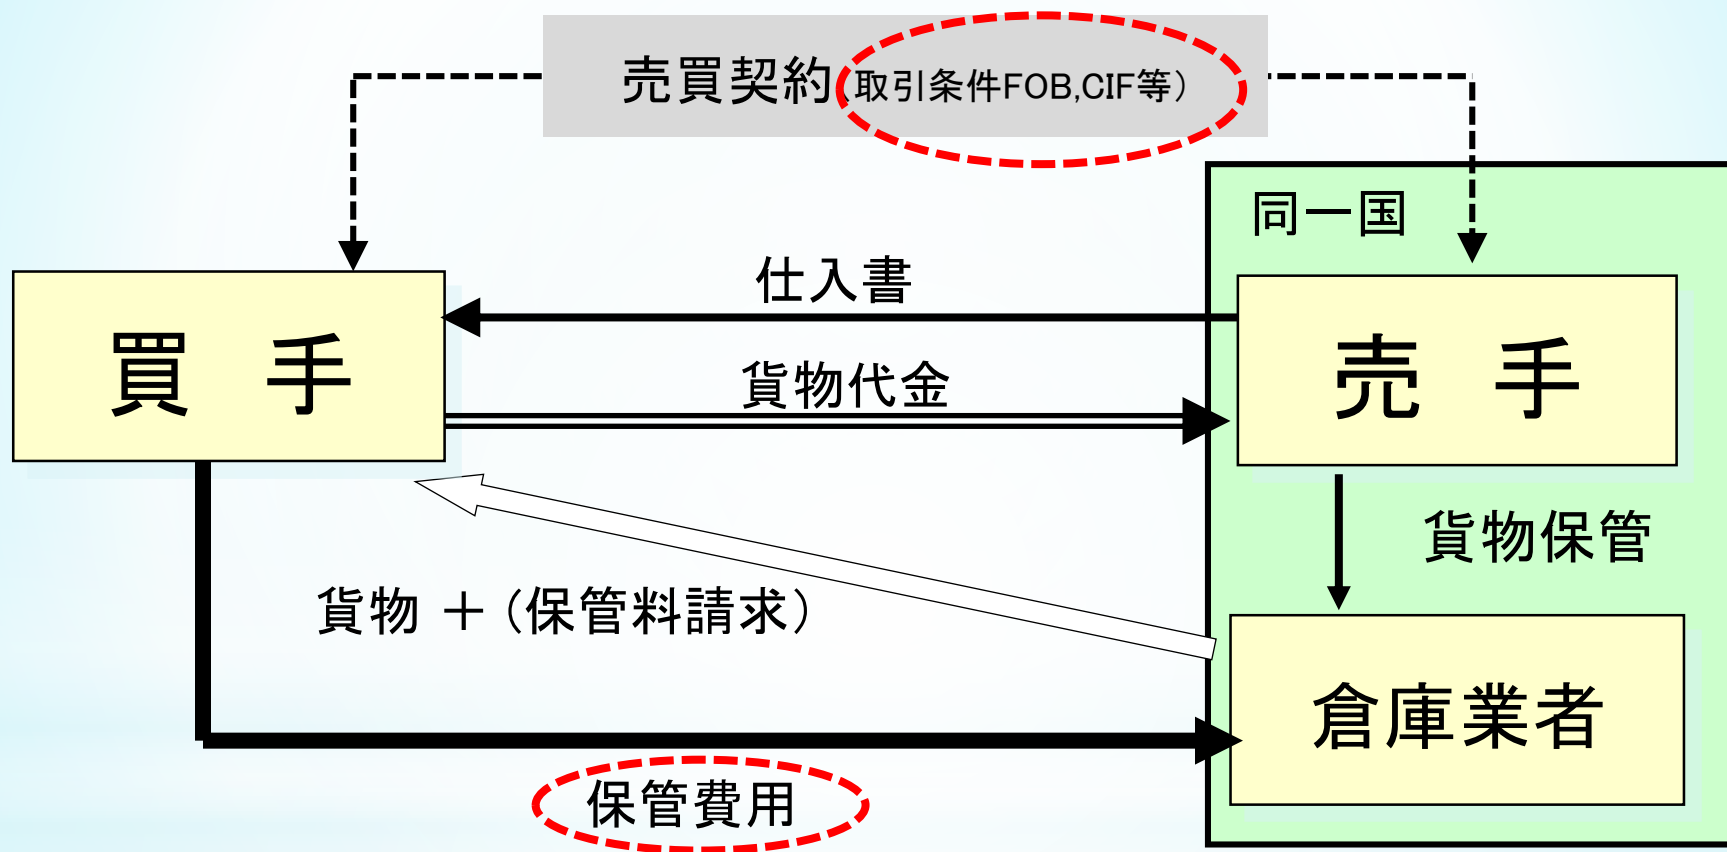 売買契約（取引条件FOB,CIF等）
同一国
仕入書
買　手
売　手
貨物代金
貨物保管
貨物 ＋（保管料請求）
倉庫業者
保管費用